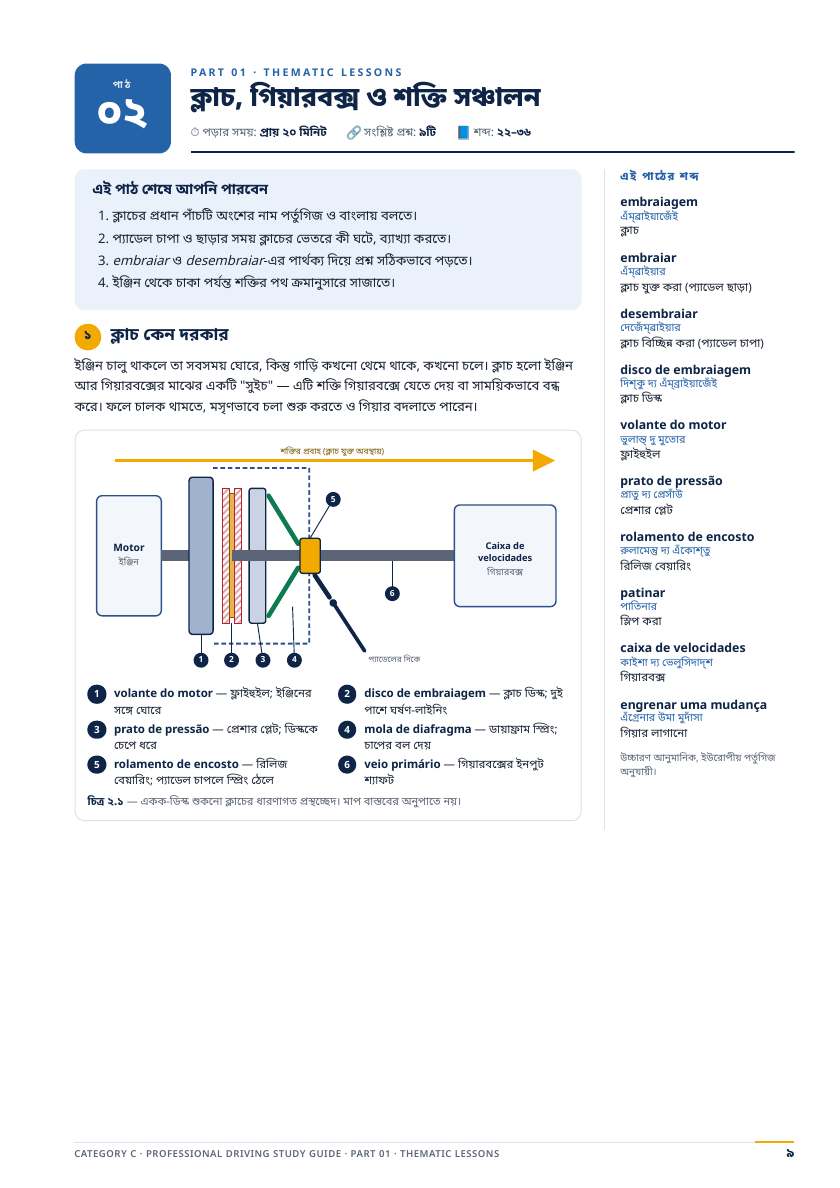 পাঠ
০২
PART 01 · THEMATIC LESSONS
ক্লাচ, গিয়ারবক্স ও শক্তি সঞ্চালন
⏱ পড়ার সময়: প্রায় ২০ মিনিট 🔗 সংশ্লিষ্ট প্রশ্ন: ৯টি 📘 শব্দ: ২২–৩৬
এই পাঠ শেষে আপনি পারবেন
1. ক্লাচের প্রধান পাঁচটি অংশের নাম পর্তুগিজ ও বাংলায় বলতে।
2. প্যাডেল চাপা ও ছাড়ার সময় ক্লাচের ভেতরে কী ঘটে, ব্যাখ্যা করতে।
3. embraiar ও desembraiar-এর পার্থক্য দিয়ে প্রশ্ন সঠিকভাবে পড়তে।
4. ইঞ্জিন থেকে চাকা পর্যন্ত শক্তির পথ ক্রমানুসারে সাজাতে।
১ ক্লাচ কেন দরকার
ইঞ্জিন চালু থাকলে তা সবসময় ঘোরে, কিন্তু গাড়ি কখনো থেমে থাকে, কখনো চলে। ক্লাচ হলো ইঞ্জিন
আর গিয়ারবক্সের মাঝের একটি "সুইচ" — এটি শক্তি গিয়ারবক্সে যেতে দেয় বা সাময়িকভাবে বন্ধ
করে। ফলে চালক থামতে, মসৃণভাবে চলা শুরু করতে ও গিয়ার বদলাতে পারেন।
শক্তির প্রবাহ (ক্লাচ যুক্ত অবস্থায়)
5
Motor
ইঞ্জিন
Caixa de
velocidades
গিয়ারবক্স
6
1 2 3 4
প্যাডেলের দিকে
1 volante do motor — ফ্লাইহুইল; ইঞ্জিনের
সঙ্গে ঘোরে
2 disco de embraiagem — ক্লাচ ডিস্ক; দুই
পাশে ঘর্ষণ-লাইনিং
3 prato de pressão — প্রেশার প্লেট; ডিস্ককে
চেপে ধরে
4 mola de diafragma — ডায়াফ্রাম স্প্রিং;
চাপের বল দেয়
5 rolamento de encosto — রিলিজ
বেয়ারিং; প্যাডেল চাপলে স্প্রিং ঠেলে
6 veio primário — গিয়ারবক্সের ইনপুট
শ্যাফট
চিত্র ২.১ — একক-ডিস্ক শুকনো ক্লাচের ধারণাগত প্রস্থচ্ছেদ। মাপ বাস্তবের অনুপাতে নয়।
এই পাঠের শব্দ
embraiagem
এঁম্ব্রাইয়াজেঁই
ক্লাচ
embraiar
এঁম্ব্রাইয়ার
ক্লাচ যুক্ত করা (প্যাডেল ছাড়া)
desembraiar
দেজেঁম্ব্রাইয়ার
ক্লাচ বিচ্ছিন্ন করা (প্যাডেল চাপা)
disco de embraiagem
দিশ্কু দ্য এঁম্ব্রাইয়াজেঁই
ক্লাচ ডিস্ক
volante do motor
ভুলান্ত্ দু মুতোর
ফ্লাইহুইল
prato de pressão
প্রাতু দ্য প্রেসাঁউ
প্রেশার প্লেট
rolamento de encosto
রুলামেন্তু দ্য এঁকোশ্তু
রিলিজ বেয়ারিং
patinar
পাতিনার
স্লিপ করা
caixa de velocidades
কাইশা দ্য ভেলুসিদাদ্শ
গিয়ারবক্স
engrenar uma mudança
এঁগ্রেনার উমা মুদাঁসা
গিয়ার লাগানো
উচ্চারণ আনুমানিক, ইউরোপীয় পর্তুগিজ
অনুযায়ী।
CATEGORY C · PROFESSIONAL DRIVING STUDY GUIDE · PART 01 · THEMATIC LESSONS
৯